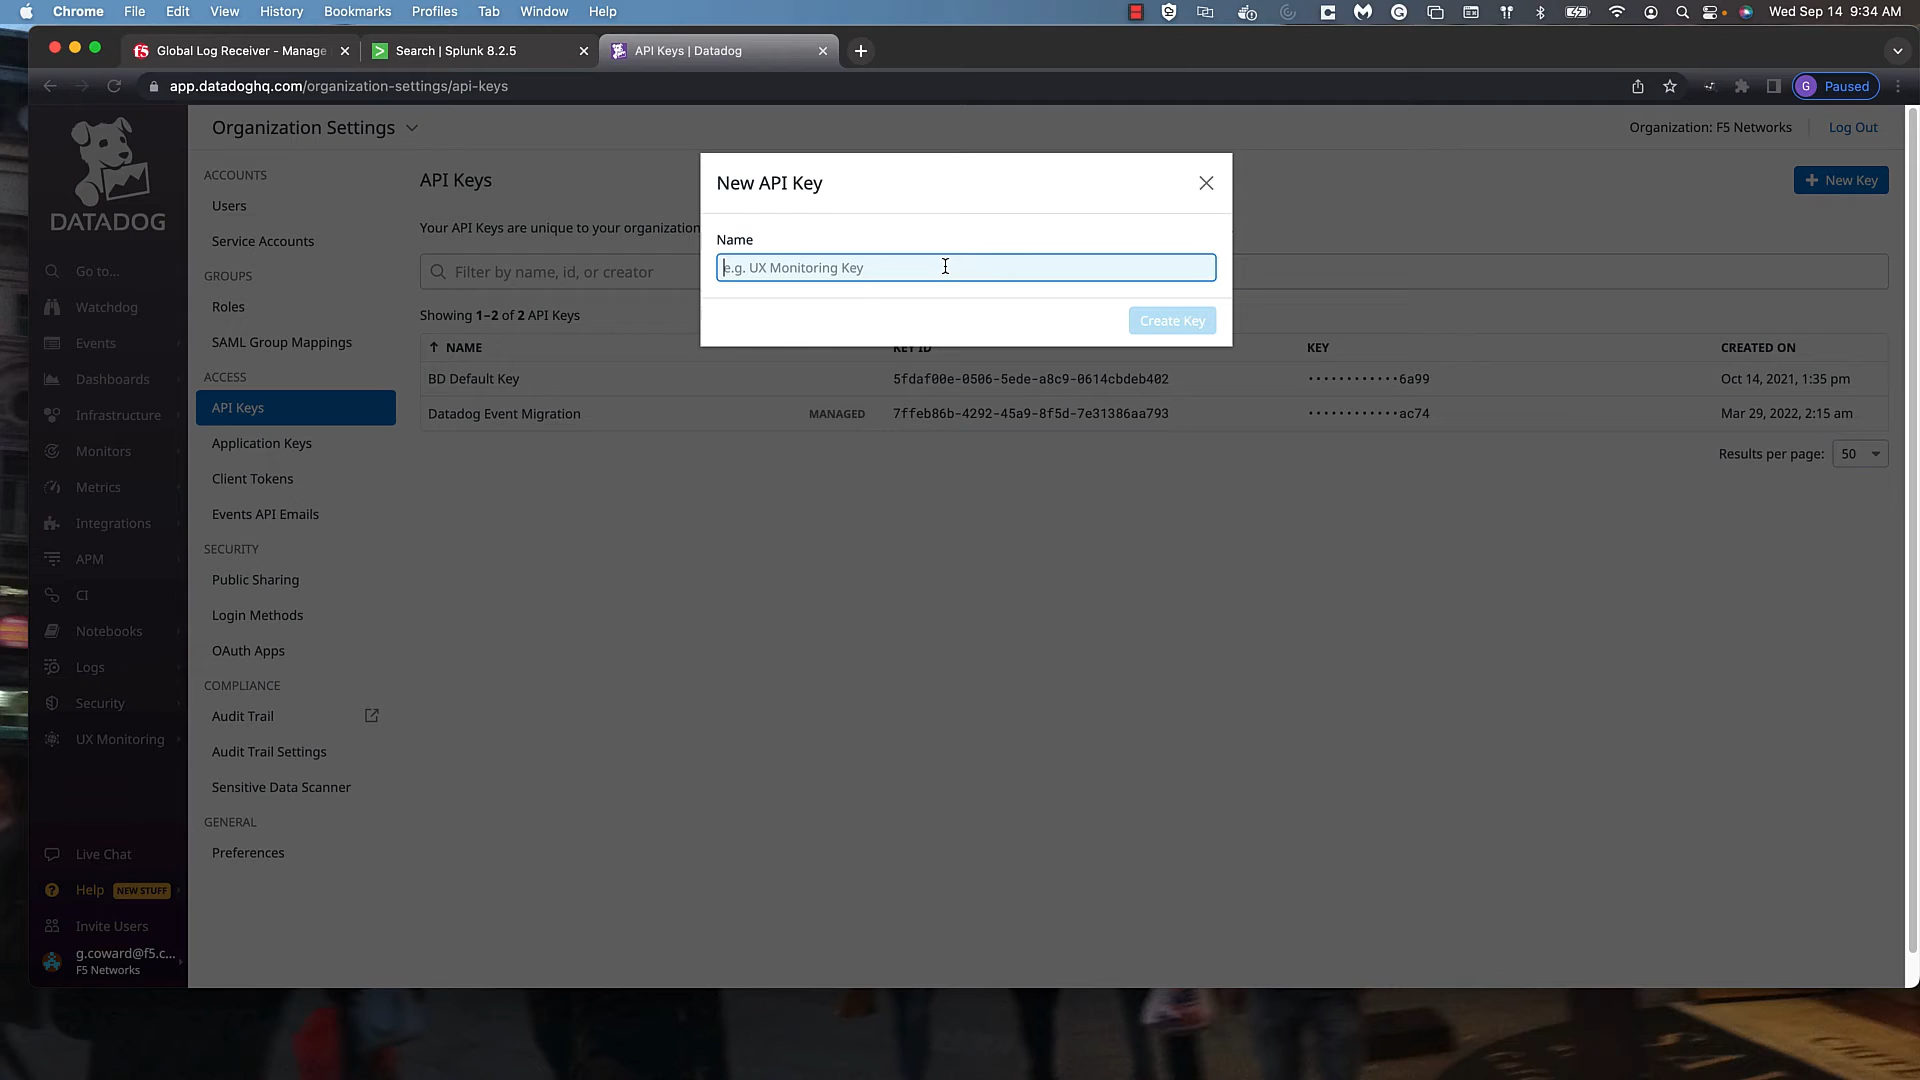 Chrome File Edit View History Bookmarks Profiles Tab Window Help Wed Sep 14 9:34 AM
Global Log Receiver - Manage Search | Splunk 8.2.5 API Keys | Datadog
app.datadoghq.com/organization-settings/api-keys G Paused
DATADOG
Go to...
Watchdog
Events
Dashboards
Infrastructure
Monitors
Metrics
Integrations
APM
CI
Notebooks
Logs
Security
UX Monitoring
Live Chat
Help NEW STUFF
Invite Users
g.coward@f5.c...
F5 Networks
Organization Settings
Organization: F5 Networks Log Out
ACCOUNTS
Users
Service Accounts
GROUPS
Roles
SAML Group Mappings
ACCESS
API Keys
Application Keys
Client Tokens
Events API Emails
SECURITY
Public Sharing
Login Methods
OAuth Apps
COMPLIANCE
Audit Trail
Audit Trail Settings
Sensitive Data Scanner
GENERAL
Preferences
API Keys
+ New Key
Your API Keys are unique to your organization
Filter by name, id, or creator
Showing 1–2 of 2 API Keys
↑ NAME KEY ID KEY CREATED ON
BD Default Key 5fdaf00e-0506-5ede-a8c9-0614cbdeb402 ••••••••••••6a99 Oct 14, 2021, 1:35 pm
Datadog Event Migration MANAGED 7ffeb86b-4292-45a9-8f5d-7e31386aa793 ••••••••••••ac74 Mar 29, 2022, 2:15 am
Results per page: 50
New API Key
Name
e.g. UX Monitoring Key
Create Key